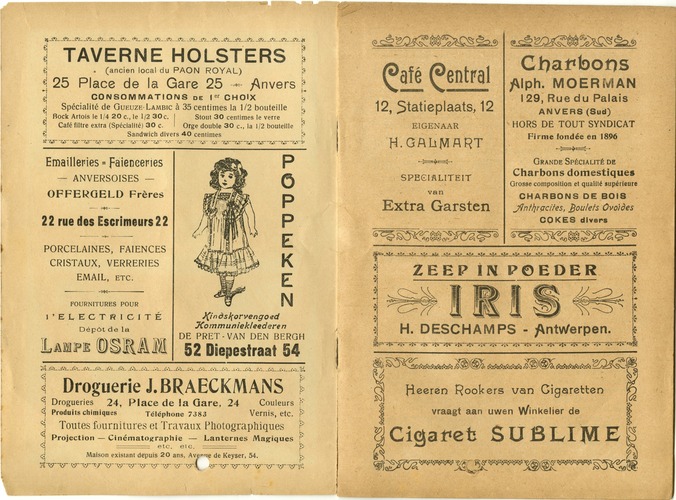 TAVERNE HOLSTERS
(ancien local du PAON ROYAL)
25 Place de la Gare 25 - Anvers
CONSOMMATIONS DE 1er CHOIX
Spécialité de GUEUZE-LAMBIC à 35 centimes la 1/2 bouteille
Rock Artois le 1/4 20 c., le 1/2 30 c.
Café filtre extra (Spécialité) 30 c.
Stout 30 centimes le verre
Orge double 30 c., la 1/2 bouteille
Sandwich divers 40 centimes
Emailleries - Faïenceries
— ANVERSOISES —
OFFERGELD Frères
22 rue des Escrimeurs 22
PORCELAINES, FAIENCES
CRISTAUX, VERRERIES
EMAIL, ETC.
FOURNITURES POUR
l'ELECTRICITÉ
Dépôt de la
LAMPE OSRAM
POPPEKEN
Kindskorvengoed
Kommuniekleederen
DE PRET - VAN DEN BERGH
52 Diepestraat 54
Droguerie J. BRAECKMANS
Drogueries 24, Place de la Gare, 24 Couleurs
Produits chimiques Téléphone 7383 Vernis, etc.
Toutes fournitures et Travaux Photographiques
Projection — Cinématographie — Lanternes Magiques
etc, etc.
Maison existant depuis 20 ans, Avenue de Keyser, 54.
Café Central
12, Statieplaats, 12
EIGENAAR
H. GALMART
SPECIALITEIT
van
Extra Garsten
Charbons
Alph. MOERMAN
129, Rue du Palais
ANVERS (Sud)
HORS DE TOUT SYNDICAT
Firme fondée en 1896
GRANDE SPÉCIALITÉ DE
Charbons domestiques
Grosse composition et qualité supérieure
CHARBONS DE BOIS
Anthracites, Boulets Ovoïdes
COKES divers
ZEEP IN POEDER
IRIS
H. DESCHAMPS - Antwerpen.
Heeren Rookers van Cigaretten
vraagt aan uwen Winkelier de
Cigaret SUBLIME